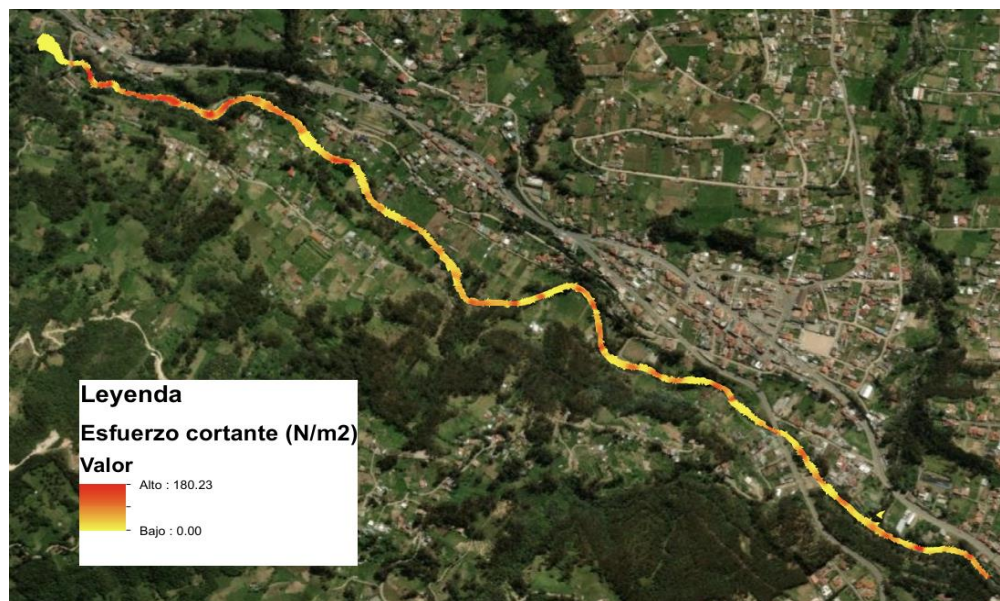 Leyenda
Esfuerzo cortante (N/m2)
Valor
Alto : 180.23
Bajo : 0.00